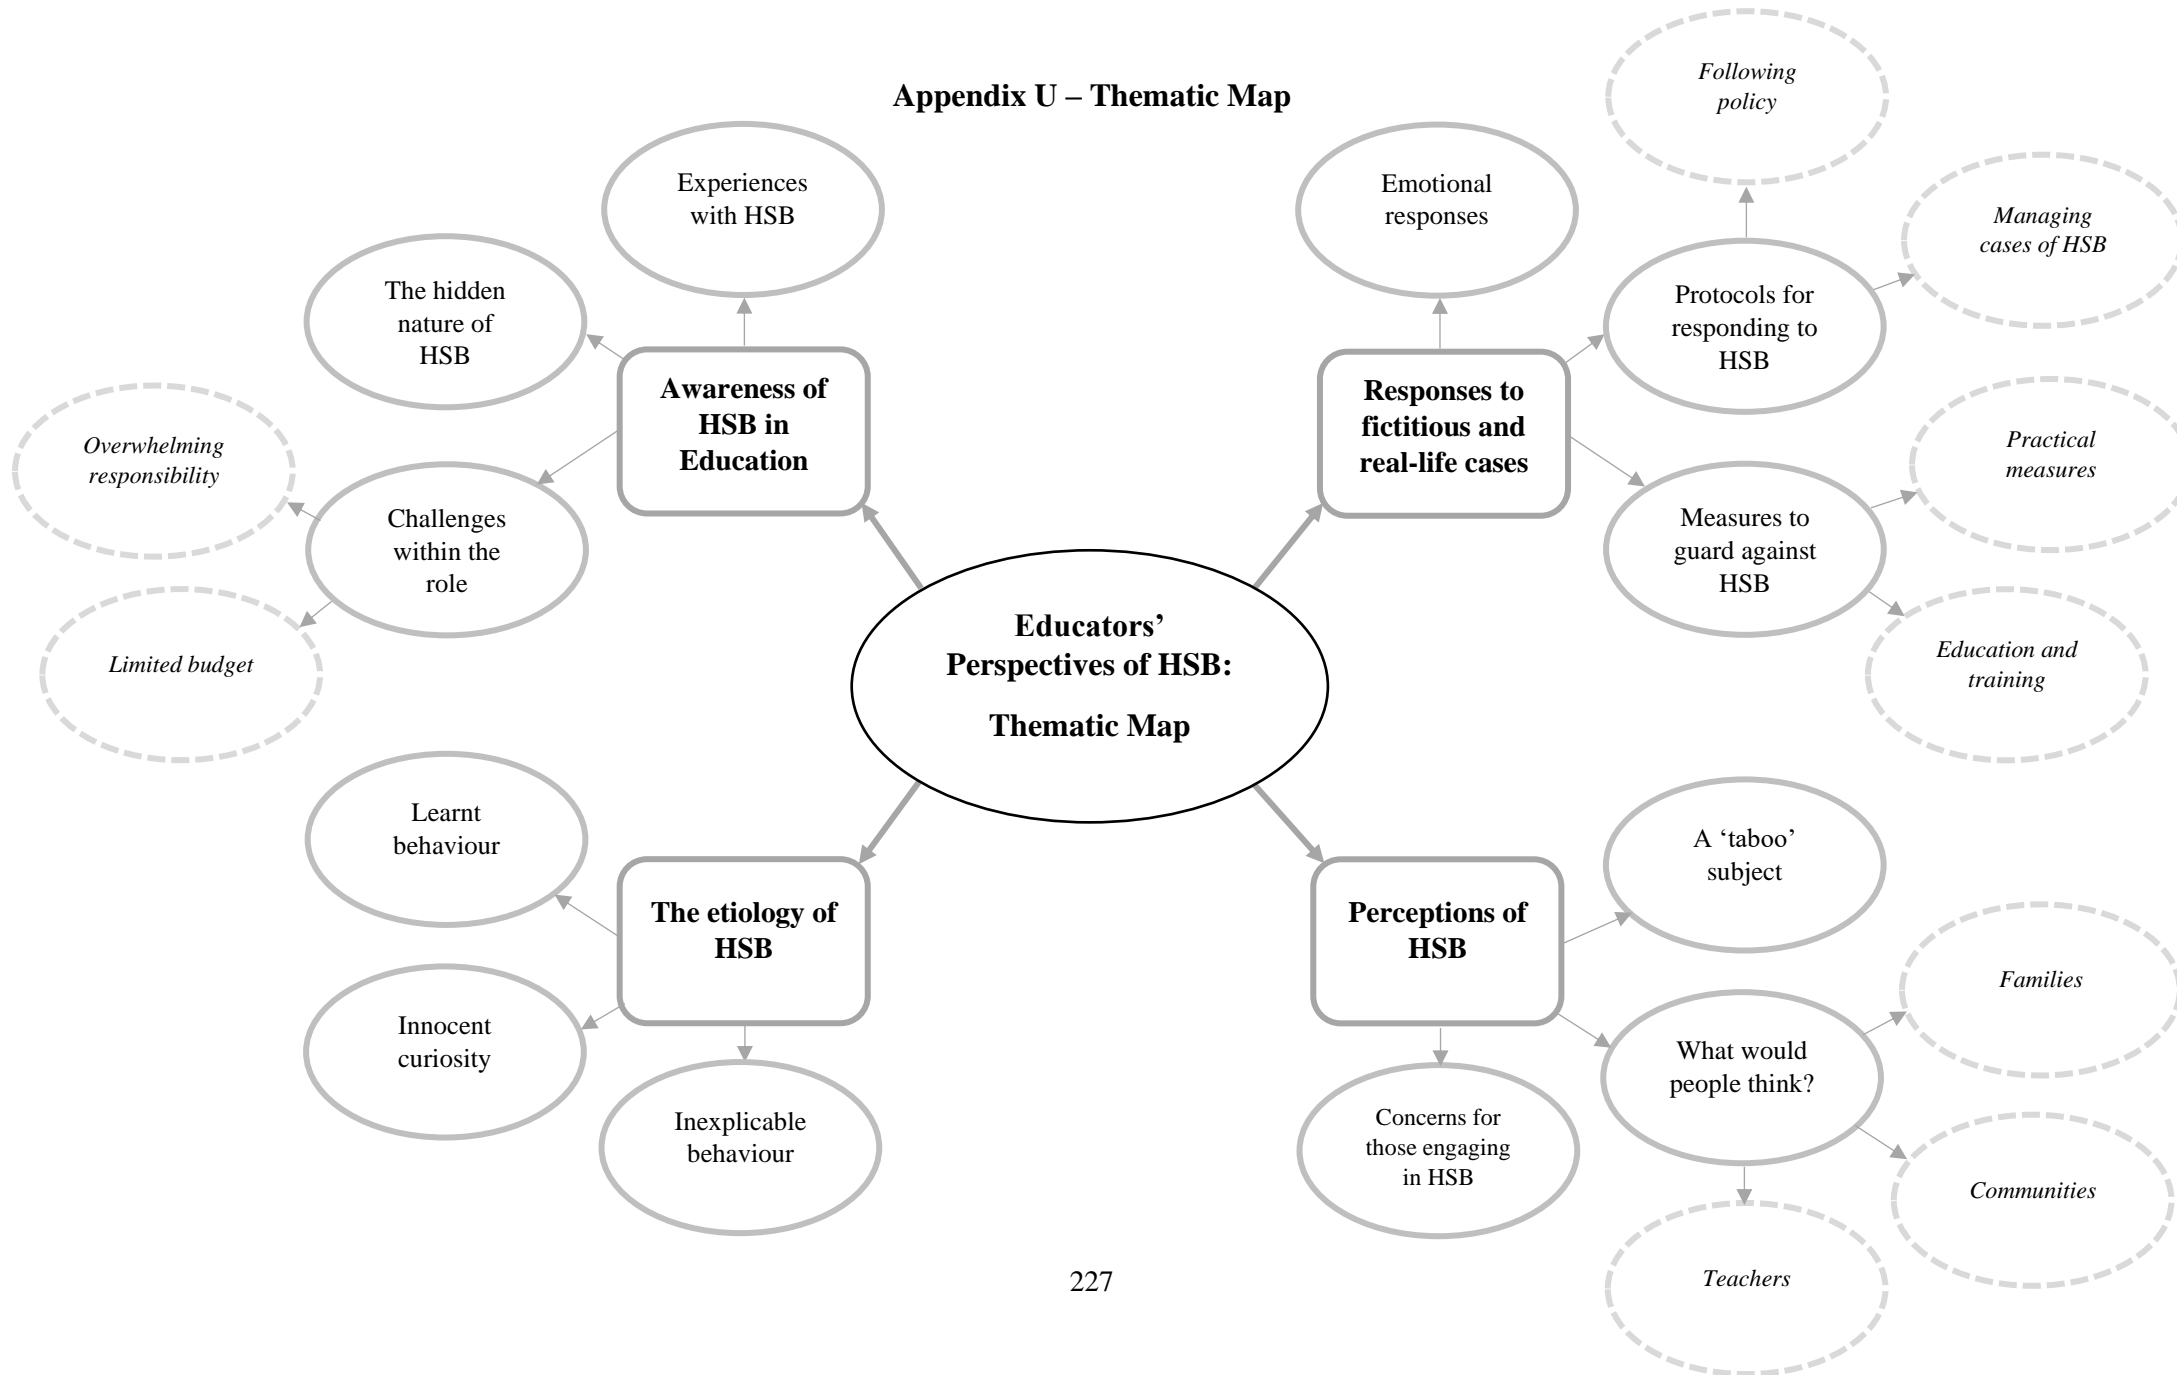 Appendix U – Thematic Map
Following
policy
Experiences
with HSB
Emotional
responses
Managing
cases of HSB
The hidden
nature of
HSB
Protocols for
responding to
HSB
Awareness of
HSB in
Education
Responses to
fictitious and
real-life cases
Overwhelming
responsibility
Practical
measures
Challenges
within the
role
Measures to
guard against
HSB
Limited budget
Education and
training
Educators’
Perspectives of HSB:
Thematic Map
Learnt
behaviour
A ‘taboo’
subject
The etiology of
HSB
Perceptions of
HSB
Families
Innocent
curiosity
What would
people think?
Inexplicable
behaviour
Concerns for
those engaging
in HSB
Communities
Teachers
227